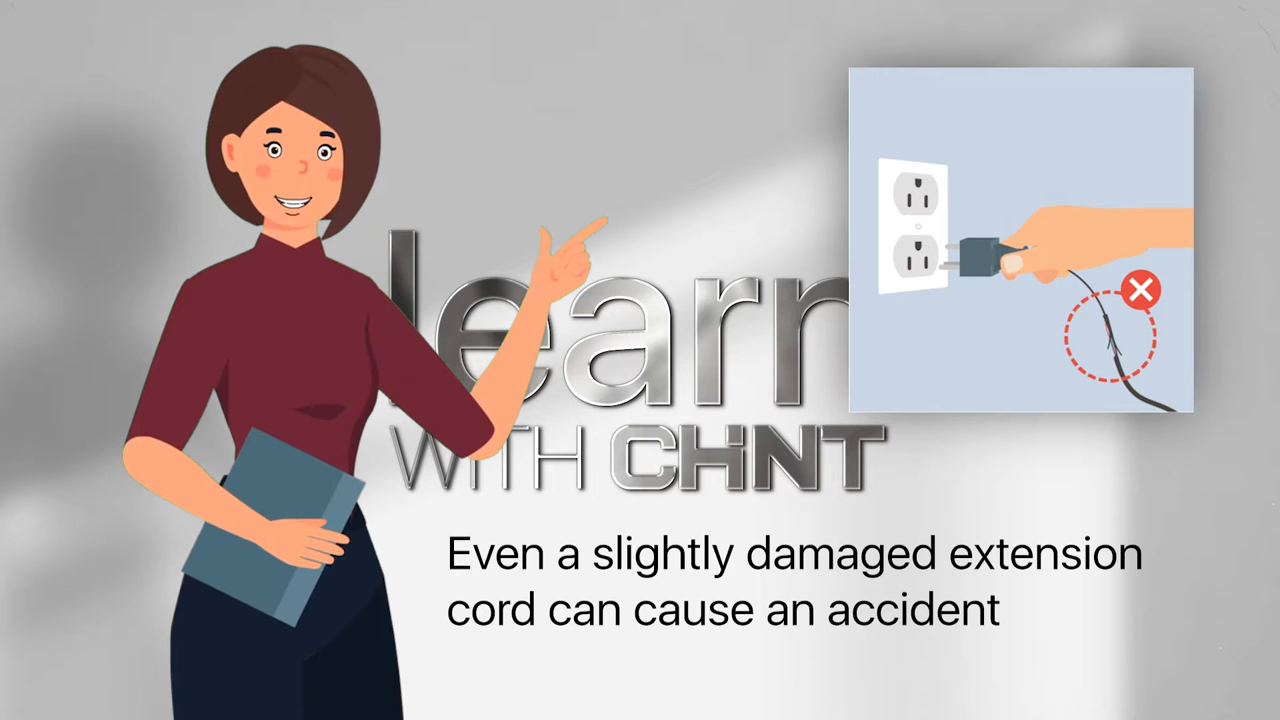 learn
WITH CHNT
Even a slightly damaged extension
cord can cause an accident